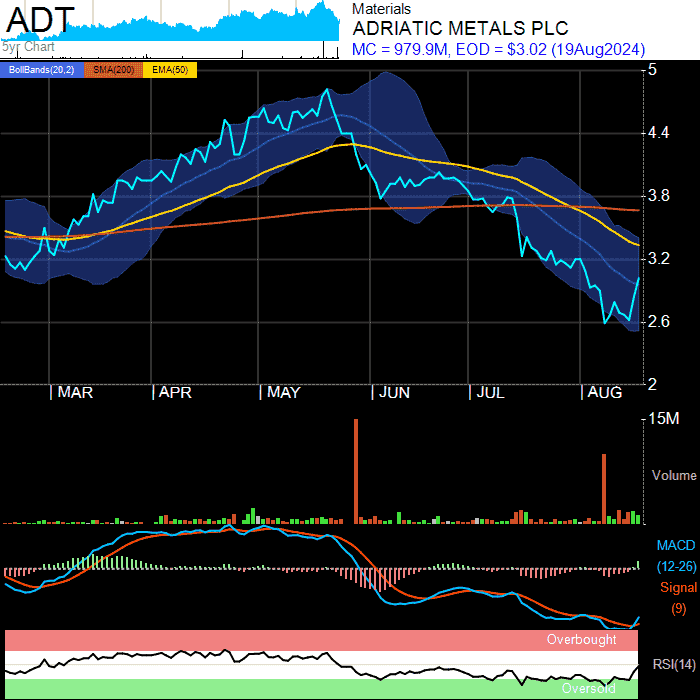 ADT
Materials
ADRIATIC METALS PLC
5yr Chart
MC = 979.9M, EOD = $3.02 (19Aug2024)
BollBands(20,2) SMA(200) EMA(50)
5
4.4
3.8
3.2
2.6
2
MAR APR MAY JUN JUL AUG
15M
Volume
MACD
(12-26)
Signal
(9)
Overbought
RSI(14)
Oversold